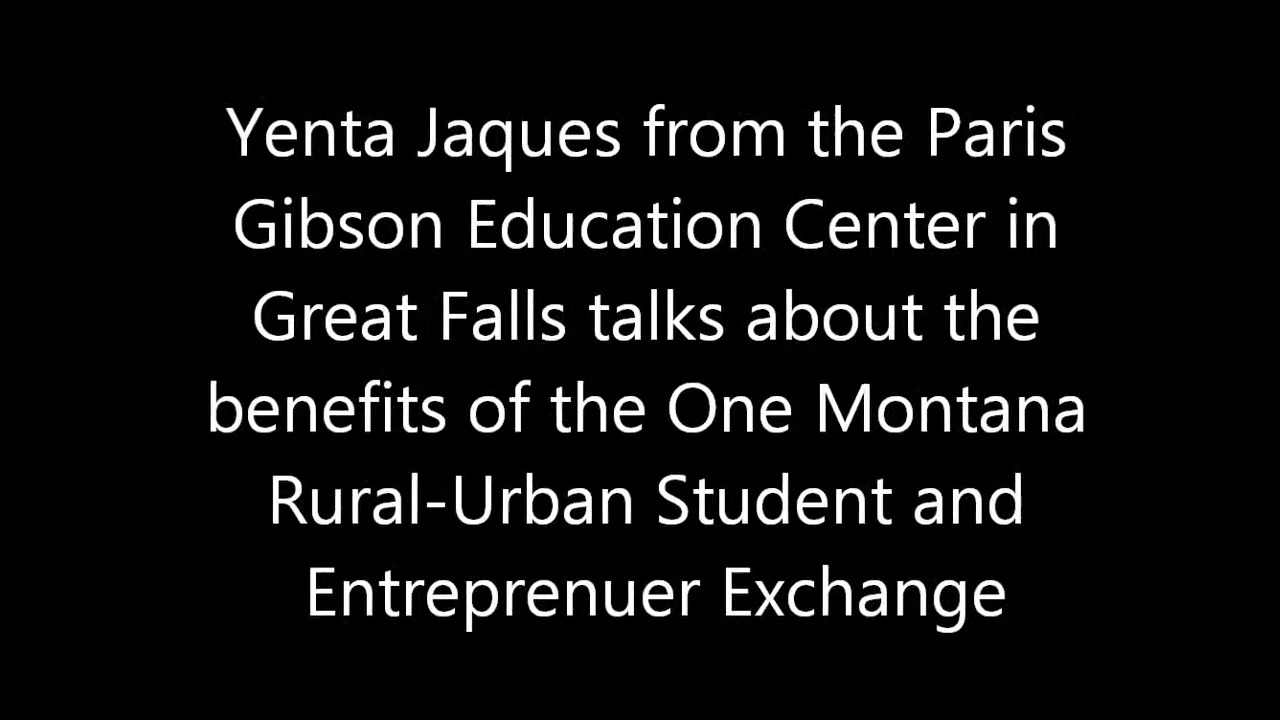 Yenta Jaques from the Paris
Gibson Education Center in
Great Falls talks about the
benefits of the One Montana
Rural-Urban Student and
Entreprenuer Exchange